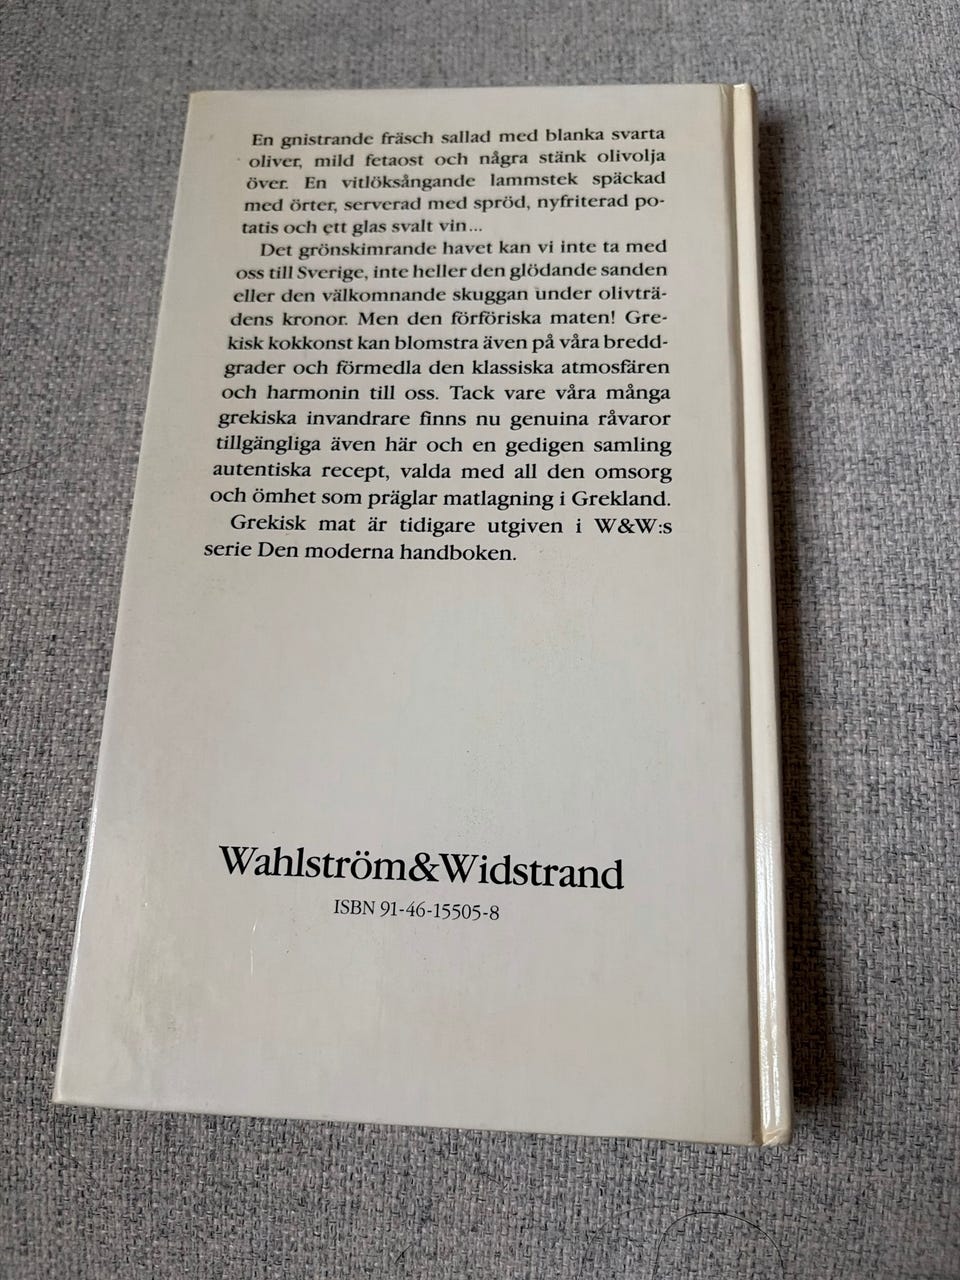 En gnistrande fräsch sallad med blanka svarta
oliver, mild fetaost och några stänk olivolja
över. En vitlöksångande lammstek späckad
med örter, serverad med spröd, nyfriterad po-
tatis och ett glas svalt vin...
Det grönskimrande havet kan vi inte ta med
oss till Sverige, inte heller den glödande sanden
eller den välkomnande skuggan under olivträ-
dens kronor. Men den förföriska maten! Gre-
kisk kokkonst kan blomstra även på våra bredd-
grader och förmedla den klassiska atmosfären
och harmonin till oss. Tack vare våra många
grekiska invandrare finns nu genuina råvaror
tillgängliga även här och en gedigen samling
autentiska recept, valda med all den omsorg
och ömhet som präglar matlagning i Grekland.
Grekisk mat är tidigare utgiven i W&W:s
serie Den moderna handboken.
Wahlström&Widstrand
ISBN 91-46-15505-8